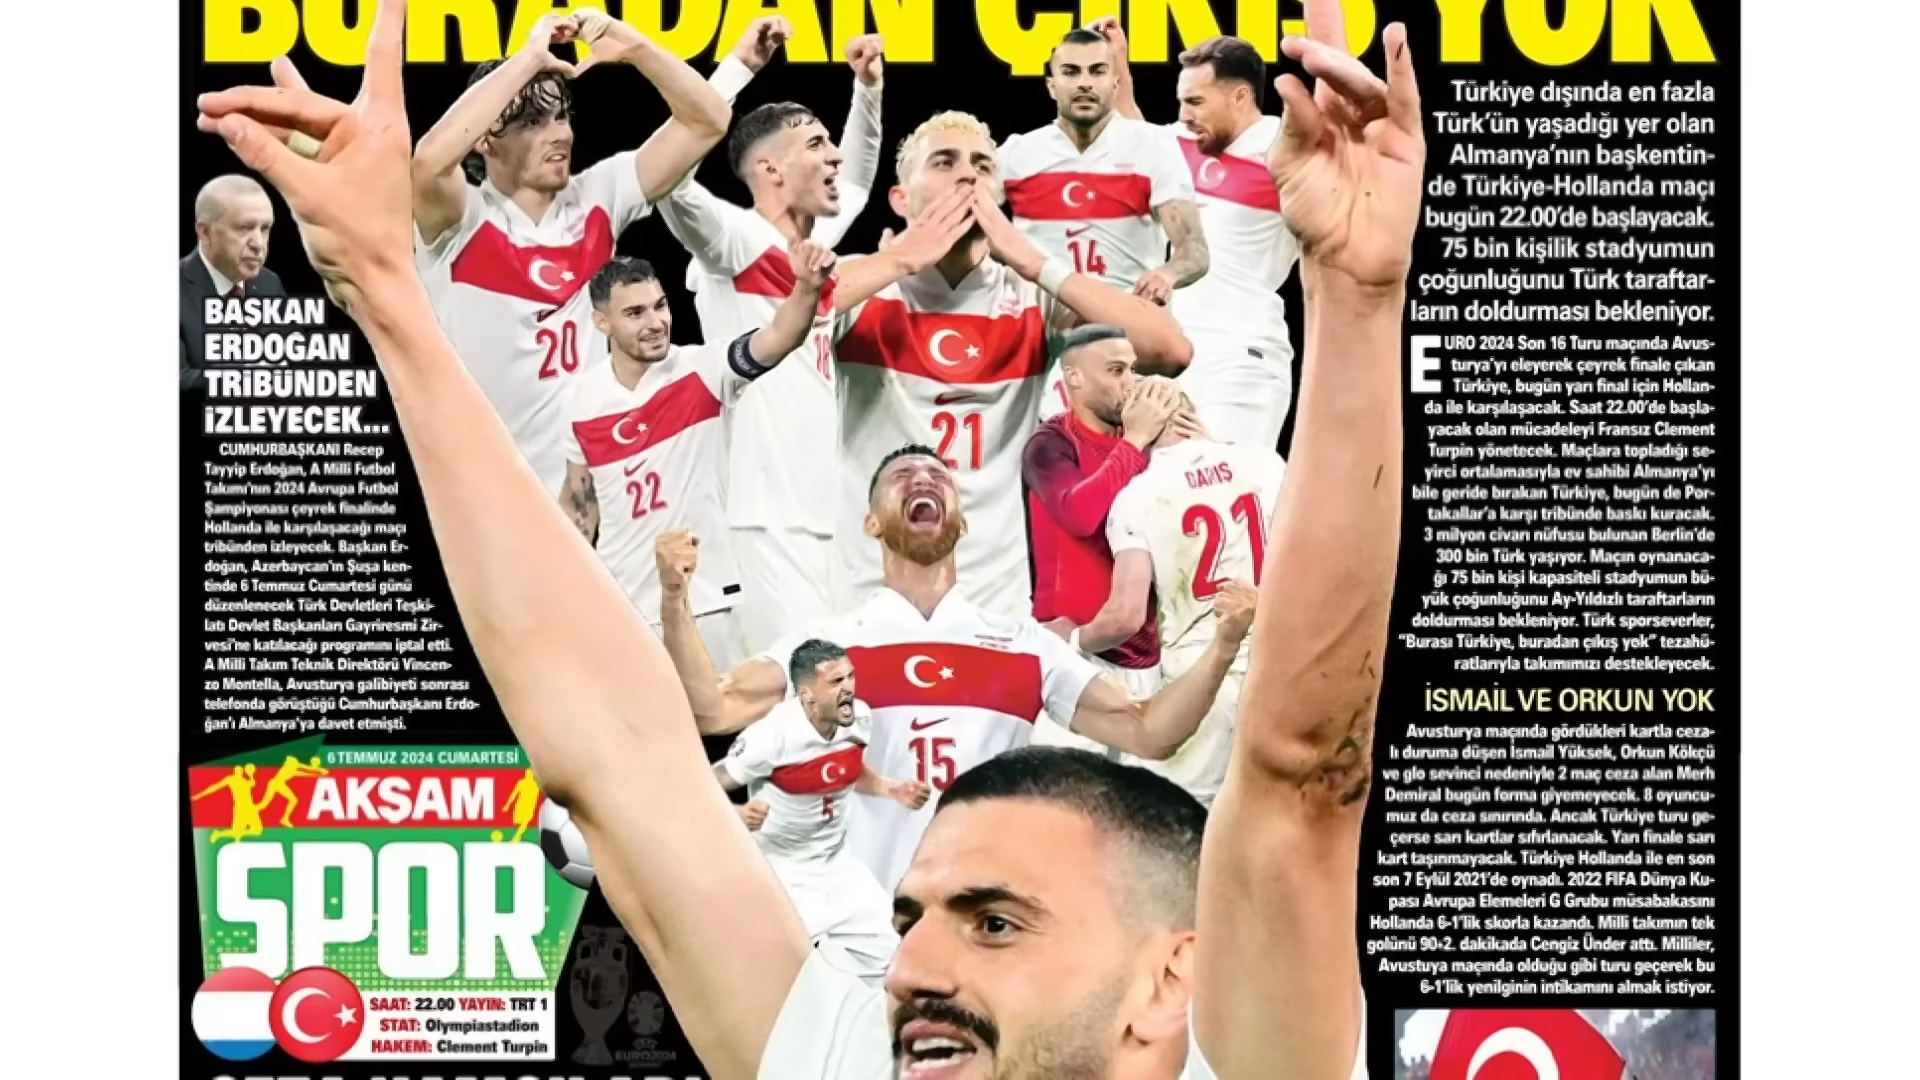 BURADAN ÇIKIŞ YOK
Türkiye dışında en fazla
Türk'ün yaşadığı yer olan
Almanya'nın başkentin-
de Türkiye-Hollanda maçı
bugün 22.00'de başlayacak.
75 bin kişilik stadyumun
çoğunluğunu Türk taraftar-
ların doldurması bekleniyor.
EURO 2024 Son 16 Turu maçında Avus-
turya'yı eleyerek çeyrek finale çıkan
Türkiye, bugün yarı final için Hollan-
da ile karşılaşacak. Saat 22.00'de başla-
yacak olan mücadeleyi Fransız Clement
Turpin yönetecek. Maçlara topladığı se-
yirci ortalamasıyla ev sahibi Almanya'yı
bile geride bırakan Türkiye, bugün de Por-
takallar'a karşı tribünde baskı kuracak.
3 milyon civarı nüfusu bulunan Berlin'de
300 bin Türk yaşıyor. Maçın oynanaca-
ğı 75 bin kişi kapasiteli stadyumun bü-
yük çoğunluğunu Ay-Yıldızlı taraftarların
doldurması bekleniyor. Türk sporseverler,
"Burası Türkiye, buradan çıkış yok" tezahü-
ratlarıyla takımımızı destekleyecek.
İSMAİL VE ORKUN YOK
Avusturya maçında gördükleri kartla ceza-
lı duruma düşen İsmail Yüksek, Orkun Kökçü
ve glo sevinci nedeniyle 2 maç ceza alan Merh
Demiral bugün forma giyemeyecek. 8 oyuncu-
muz da ceza sınırında. Ancak Türkiye turu ge-
çerse sarı kartlar sıfırlanacak. Yarı finale sarı
kart taşınmayacak. Türkiye Hollanda ile en son
son 7 Eylül 2021'de oynadı. 2022 FIFA Dünya Ku-
pası Avrupa Elemeleri G Grubu müsabakasını
Hollanda 6-1'lik skorla kazandı. Milli takımın tek
golünü 90+2. dakikada Cengiz Ünder attı. Milliler,
Avustuya maçında olduğu gibi turu geçerek bu
6-1'lik yenilginin intikamını almak istiyor.
BAŞKAN
ERDOĞAN
TRİBÜNDEN
İZLEYECEK...
CUMHURBAŞKANI Recep
Tayyip Erdoğan, A Milli Futbol
Takımı'nın 2024 Avrupa Futbol
Şampiyonası çeyrek finalinde
Hollanda ile karşılaşacağı maçı
tribünden izleyecek. Başkan Er-
doğan, Azerbaycan'ın Şuşa ken-
tinde 6 Temmuz Cumartesi günü
düzenlenecek Türk Devletleri Teşki-
latı Devlet Başkanları Gayriresmi Zir-
vesi'ne katılacağı programını iptal etti.
A Milli Takım Teknik Direktörü Vincen-
zo Montella, Avusturya galibiyeti sonrası
telefonda görüştüğü Cumhurbaşkanı Erdo-
ğan'ı Almanya'ya davet etmişti.
20
22
18
21
14
BARIŞ
21
15
5
6 TEMMUZ 2024 CUMARTESİ
AKŞAM
SPOR
SAAT: 22.00 YAYIN: TRT 1
STAT: Olympiastadion
HAKEM: Clement Turpin
EURO2024